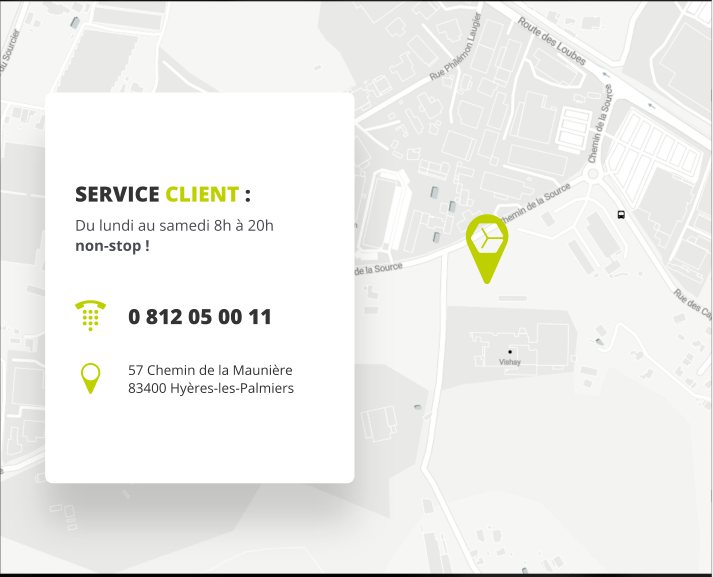 du Sourcier
Rue Philémon Laugier
Route des Loubes
Chemin de la Source
Chemin de la Source
de la Source
Rue des Ca
Vishay
SERVICE CLIENT :
Du lundi au samedi 8h à 20h
non-stop !
0 812 05 00 11
57 Chemin de la Maunière
83400 Hyères-les-Palmiers